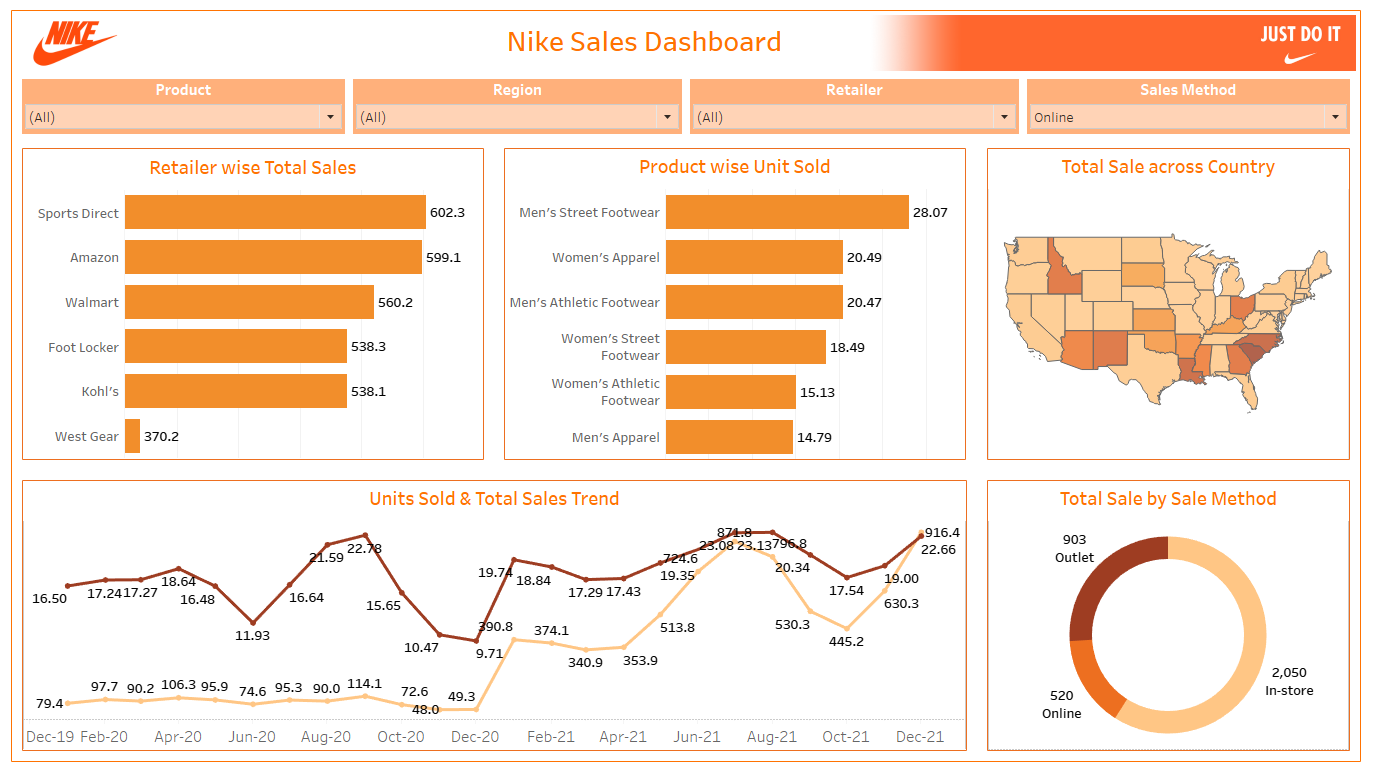 NIKE
Nike Sales Dashboard
JUST DO IT
Product
Region
Retailer
Sales Method
(All)
(All)
(All)
Online
Retailer wise Total Sales
Sports Direct 602.3
Amazon 599.1
Walmart 560.2
Foot Locker 538.3
Kohl's 538.1
West Gear 370.2
Product wise Unit Sold
Men's Street Footwear 28.07
Women's Apparel 20.49
Men's Athletic Footwear 20.47
Women's Street
Footwear
18.49
Women's Athletic
Footwear
15.13
Men's Apparel 14.79
Total Sale across Country
Units Sold & Total Sales Trend
16.50
17.24
17.27
18.64
16.48
11.93
16.64
21.59
22.78
15.65
10.47
9.71
19.74
18.84
17.29
17.43
19.35
23.08
23.13
20.34
17.54
19.00
22.66
79.4
97.7
90.2
106.3
95.9
74.6
95.3
90.0
114.1
72.6
48.0
49.3
390.8
374.1
340.9
353.9
513.8
724.6
871.8
796.8
530.3
445.2
630.3
916.4
Dec-19 Feb-20 Apr-20 Jun-20 Aug-20 Oct-20 Dec-20 Feb-21 Apr-21 Jun-21 Aug-21 Oct-21 Dec-21
Total Sale by Sale Method
903
Outlet
520
Online
2,050
In-store